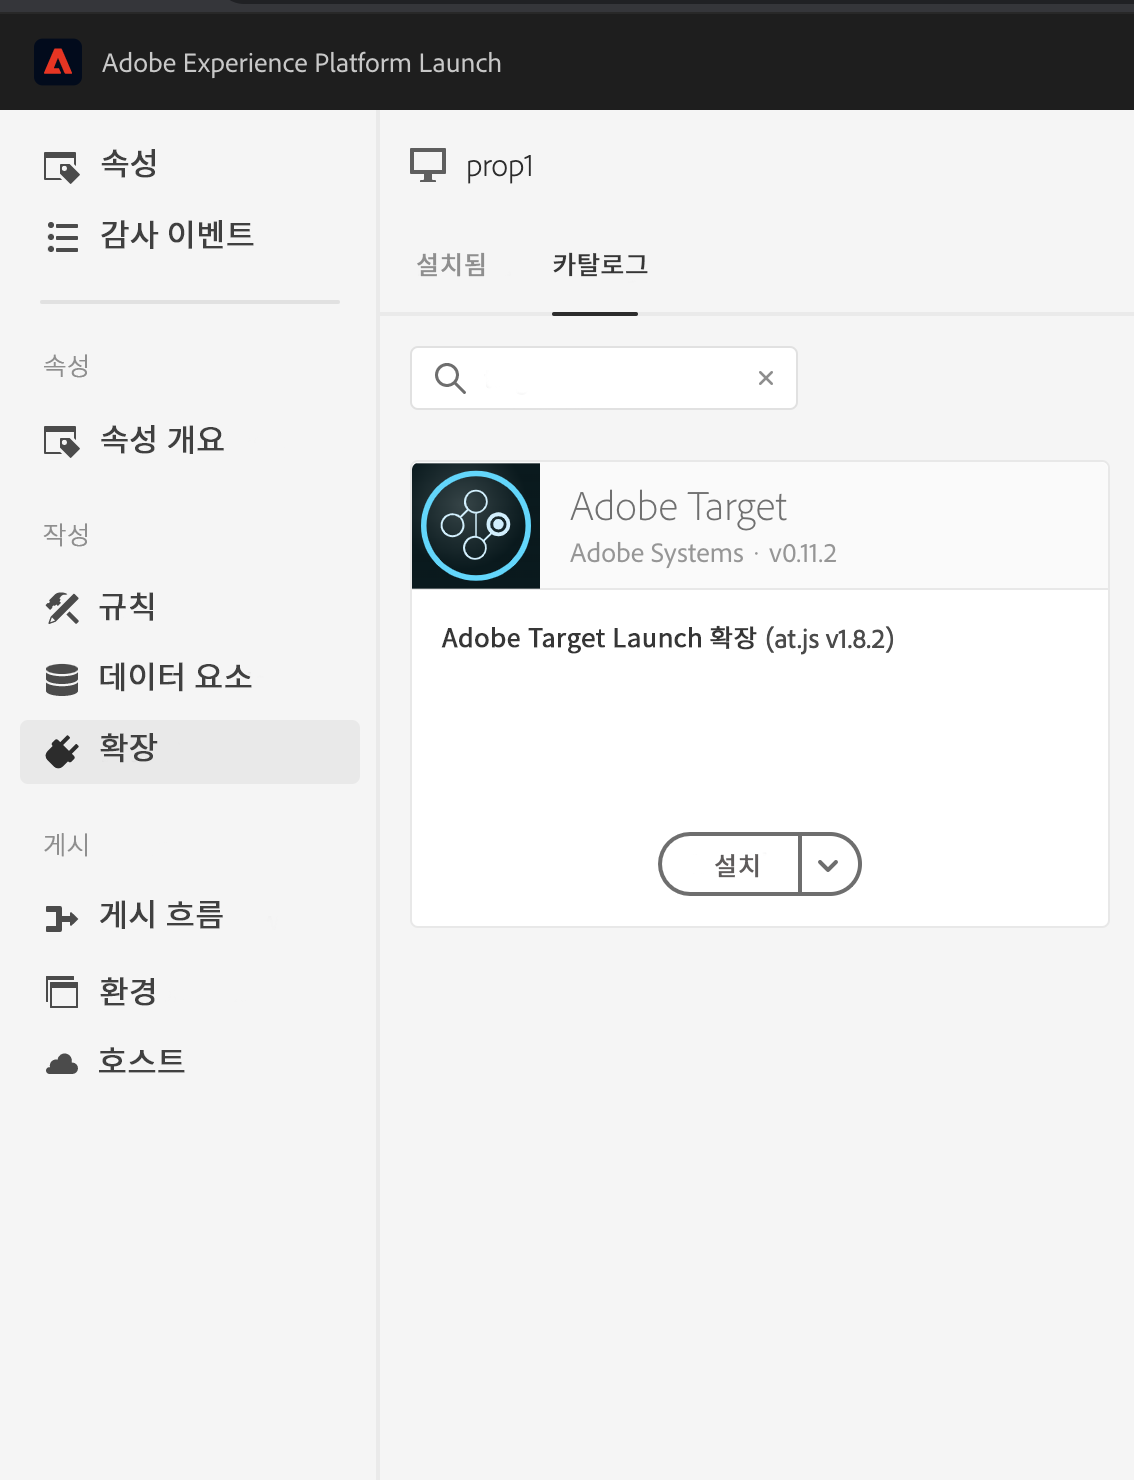 Adobe Experience Platform Launch
속성
감사 이벤트
속성
속성 개요
작성
규칙
데이터 요소
확장
게시
게시 흐름
환경
호스트
prop1
설치됨 카탈로그
Adobe Target
Adobe Systems · v0.11.2
Adobe Target Launch 확장 (at.js v1.8.2)
설치